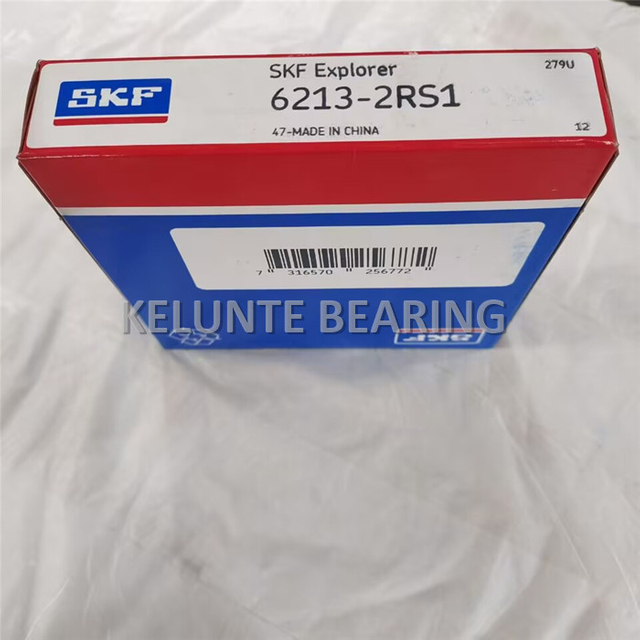 SKF
SKF Explorer
279U
6213-2RS1
47-MADE IN CHINA
12
7 316570 256772
KELUNTE BEARING
SKF